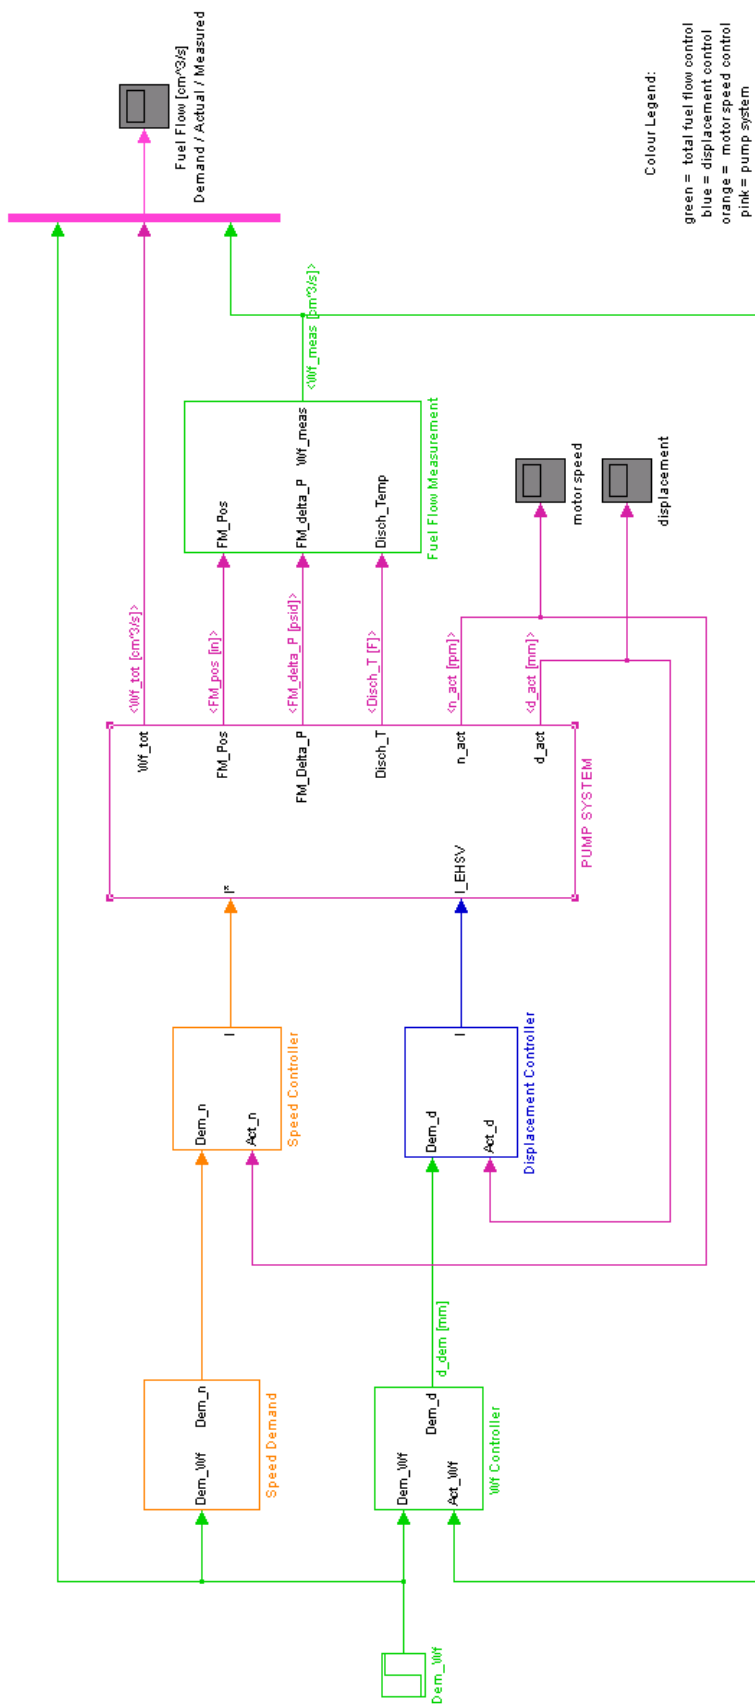 Dem_Wf
Dem_Wf
Dem_n
Speed Demand
Dem_Wf
Dem_d
Act_Wf
Wf Controller
d_dem [mm]
Dem_n
I
Act_n
Speed Controller
Dem_d
I
Act_d
Displacement Controller
I*
I_EHSV
Wf_tot
FM_Pos
FM_Delta_P
Disch_T
n_act
d_act
PUMP SYSTEM
<Wf_tot [cm^3/s]>
<FM_pos [in]>
<FM_delta_P [psid]>
<Disch_T [F]>
<n_act [rpm]>
<d_act [mm]>
FM_Pos
FM_delta_P
Wf_meas
Disch_Temp
Fuel Flow Measurement
<Wf_meas [cm^3/s]>
motor speed
displacement
Fuel Flow [cm^3/s]
Demand / Actual / Measured
Colour Legend:
green = total fuel flow control
blue = displacement control
orange = motor speed control
pink = pump system